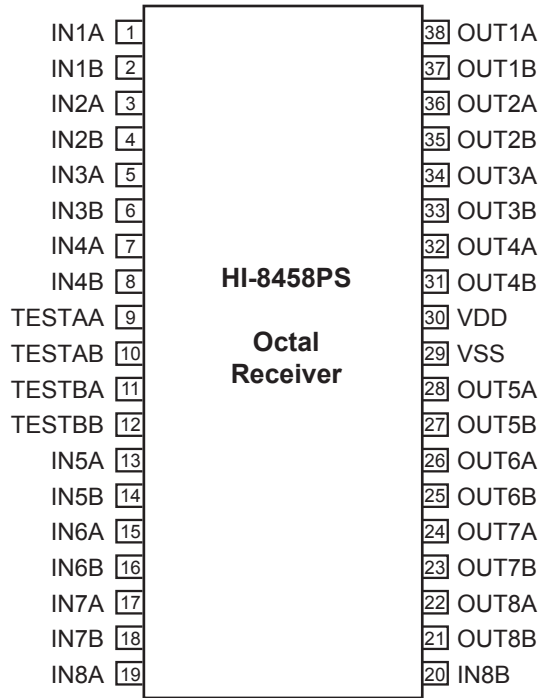 IN1A 1 38 OUT1A
IN1B 2 37 OUT1B
IN2A 3 36 OUT2A
IN2B 4 35 OUT2B
IN3A 5 34 OUT3A
IN3B 6 33 OUT3B
IN4A 7 32 OUT4A
IN4B 8 31 OUT4B
TESTAA 9 30 VDD
TESTAB 10 29 VSS
TESTBA 11 28 OUT5A
TESTBB 12 27 OUT5B
IN5A 13 26 OUT6A
IN5B 14 25 OUT6B
IN6A 15 24 OUT7A
IN6B 16 23 OUT7B
IN7A 17 22 OUT8A
IN7B 18 21 OUT8B
IN8A 19 20 IN8B
HI-8458PS
Octal
Receiver